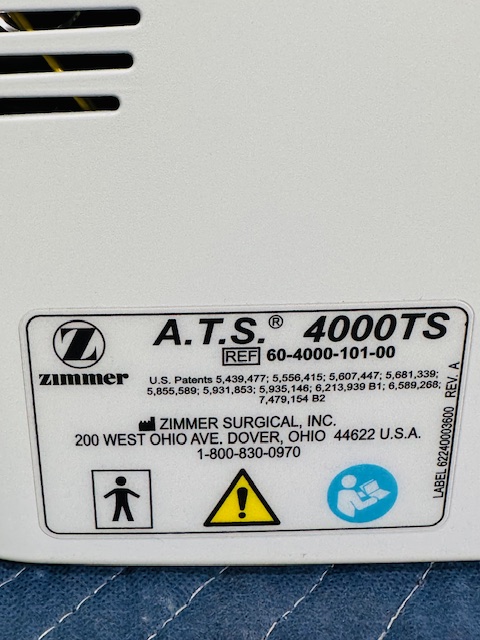 A.T.S.® 4000TS
REF 60-4000-101-00
Z
zimmer
U.S. Patents 5,439,477; 5,556,415; 5,607,447; 5,681,339;
5,855,589; 5,931,853; 5,935,146; 6,213,939 B1; 6,589,268;
7,479,154 B2
ZIMMER SURGICAL, INC.
200 WEST OHIO AVE. DOVER, OHIO 44622 U.S.A.
1-800-830-0970
LABEL 62240003600 REV. A